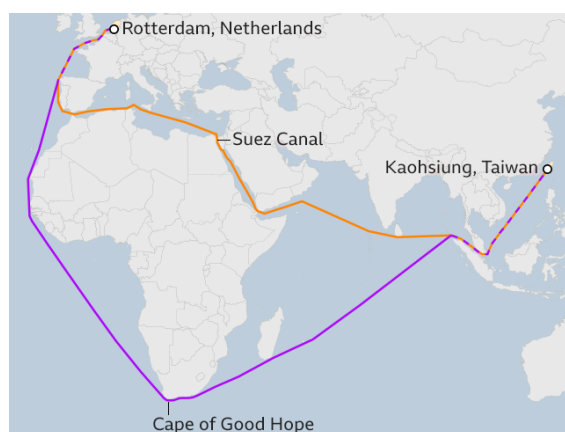 Rotterdam, Netherlands
Suez Canal
Kaohsiung, Taiwan
Cape of Good Hope